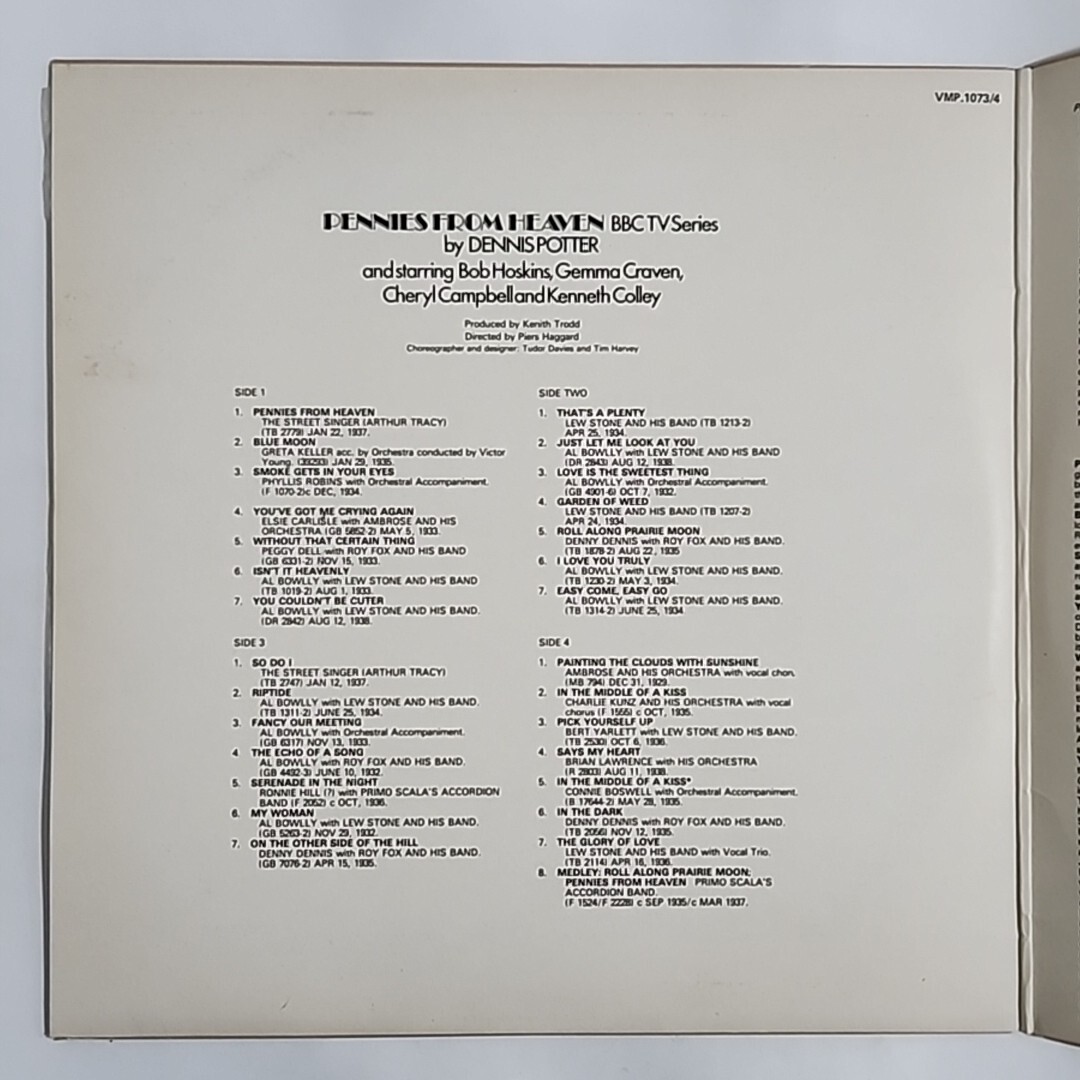 VMP.1073/4
PENNIES FROM HEAVEN BBC TV Series
by DENNIS POTTER
and starring Bob Hoskins, Gemma Craven,
Cheryl Campbell and Kenneth Colley
Produced by Kenith Trodd
Directed by Piers Haggard
Choreographer and designer: Tudor Davies and Tim Harvey
SIDE 1
1. PENNIES FROM HEAVEN
THE STREET SINGER (ARTHUR TRACY)
(TB 2779) JAN 22, 1937.
2. BLUE MOON
GRETA KELLER acc. by Orchestra conducted by Victor
Young. (39293) JAN 29, 1935.
3. SMOKE GETS IN YOUR EYES
PHYLLIS ROBINS with Orchestral Accompaniment.
(F 1070-2)c DEC, 1934.
4. YOU'VE GOT ME CRYING AGAIN
ELSIE CARLISLE with AMBROSE AND HIS
ORCHESTRA (GB 5852-2) MAY 5, 1933.
5. WITHOUT THAT CERTAIN THING
PEGGY DELL with ROY FOX AND HIS BAND
(GB 6331-2) NOV 15, 1933.
6. ISN'T IT HEAVENLY
AL BOWLLY with LEW STONE AND HIS BAND
(TB 1019-2) AUG 1, 1933.
7. YOU COULDN'T BE CUTER
AL BOWLLY with LEW STONE AND HIS BAND.
(DR 2842) AUG 12, 1938.
SIDE TWO
1. THAT'S A PLENTY
LEW STONE AND HIS BAND (TB 1213-2)
APR 25, 1934.
2. JUST LET ME LOOK AT YOU
AL BOWLLY with LEW STONE AND HIS BAND
(DR 2843) AUG 12, 1938.
3. LOVE IS THE SWEETEST THING
AL BOWLLY with Orchestral Accompaniment.
(GB 4901-6) OCT 7, 1932.
4. GARDEN OF WEED
LEW STONE AND HIS BAND (TB 1207-2)
APR 24, 1934.
5. ROLL ALONG PRAIRIE MOON
DENNY DENNIS with ROY FOX AND HIS BAND.
(TB 1878-2) AUG 22, 1935
6. I LOVE YOU TRULY
AL BOWLLY with LEW STONE AND HIS BAND.
(TB 1230-2) MAY 3, 1934.
7. EASY COME, EASY GO
AL BOWLLY with LEW STONE AND HIS BAND.
(TB 1314-2) JUNE 25, 1934.
SIDE 3
1. SO DO I
THE STREET SINGER (ARTHUR TRACY)
(TB 2747) JAN 12, 1937.
2. RIPTIDE
AL BOWLLY with LEW STONE AND HIS BAND.
(TB 1311-2) JUNE 25, 1934.
3. FANCY OUR MEETING
AL BOWLLY with Orchestral Accompaniment.
(GB 6317) NOV 13, 1933.
4 THE ECHO OF A SONG
AL BOWLLY with ROY FOX AND HIS BAND.
(GB 4492-3) JUNE 10, 1932.
5. SERENADE IN THE NIGHT
RONNIE HILL (?) with PRIMO SCALA'S ACCORDION
BAND (F 2052) c OCT, 1936.
6. MY WOMAN
AL BOWLLY with LEW STONE AND HIS BAND.
(GB 5263-2) NOV 29, 1932.
7. ON THE OTHER SIDE OF THE HILL
DENNY DENNIS with ROY FOX AND HIS BAND.
(GB 7076-2) APR 15, 1935.
SIDE 4
1. PAINTING THE CLOUDS WITH SUNSHINE
AMBROSE AND HIS ORCHESTRA with vocal chon.
(MB 794) DEC 31, 1929.
2. IN THE MIDDLE OF A KISS
CHARLIE KUNZ AND HIS ORCHESTRA with vocal
chorus (F 1555) c OCT, 1935.
3. PICK YOURSELF UP
BERT YARLETT with LEW STONE AND HIS BAND.
(TB 2530) OCT 6, 1936.
4. SAYS MY HEART
BRIAN LAWRENCE with HIS ORCHESTRA
(R 2803) AUG 11, 1938.
5. IN THE MIDDLE OF A KISS*
CONNIE BOSWELL with Orchestral Accompaniment.
(B 17644-2) MAY 28, 1935.
6. IN THE DARK
DENNY DENNIS with ROY FOX AND HIS BAND.
(TB 2056) NOV 12, 1935.
7. THE GLORY OF LOVE
LEW STONE AND HIS BAND with Vocal Trio.
(TB 2114) APR 16, 1936.
8. MEDLEY: ROLL ALONG PRAIRIE MOON;
PENNIES FROM HEAVEN PRIMO SCALA'S
ACCORDION BAND.
(F 1524/F 2228) c SEP 1935/c MAR 1937.